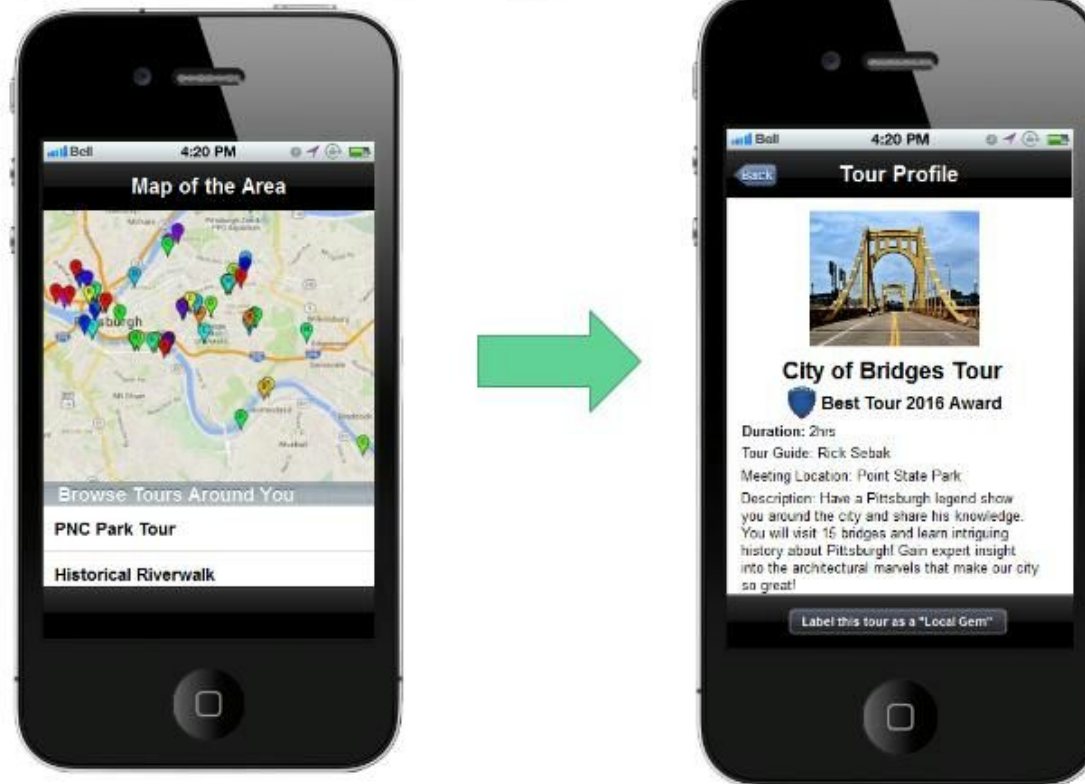 Bell 4:20 PM
Map of the Area
sburgh
Browse Tours Around You
PNC Park Tour
Historical Riverwalk
Bell 4:20 PM
Back
Tour Profile
City of Bridges Tour
Best Tour 2016 Award
Duration: 2hrs
Tour Guide: Rick Sebak
Meeting Location: Point State Park
Description: Have a Pittsburgh legend show
you around the city and share his knowledge.
You will visit 15 bridges and learn intriguing
history about Pittsburgh! Gain expert insight
into the architectural marvels that make our city
so great!
Label this tour as a "Local Gem"